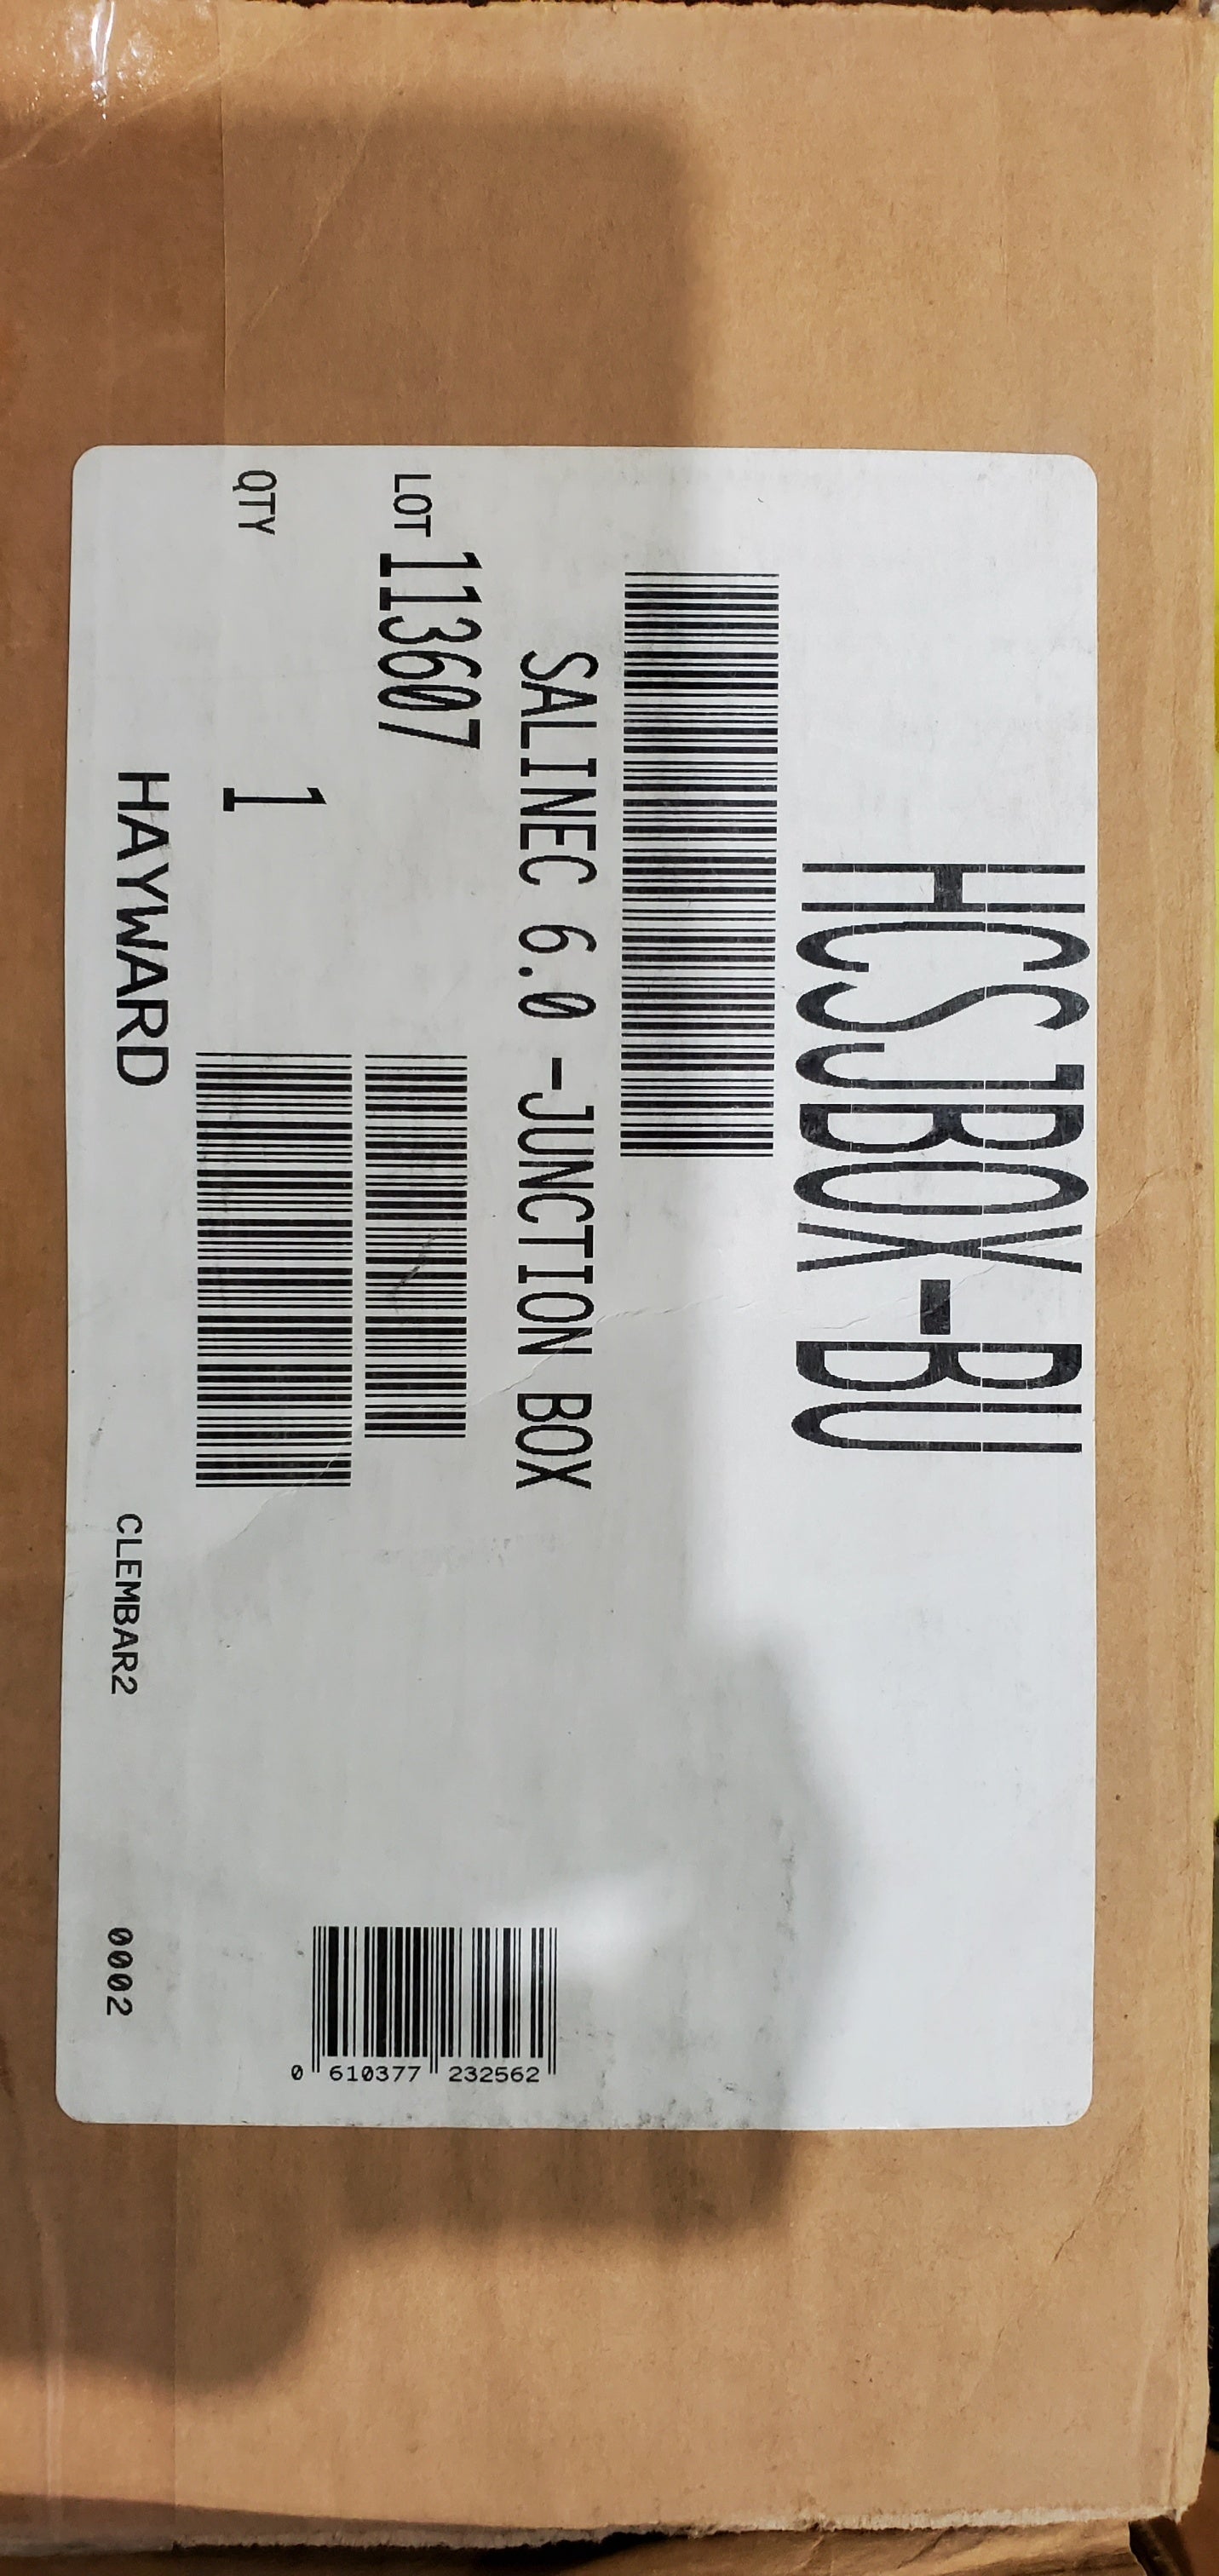 HCSJBOX-BU
SALINEC 6.0 -JUNCTION BOX
LOT 113607
QTY 1
0 610377 232562
HAYWARD CLEMBAR2 0002